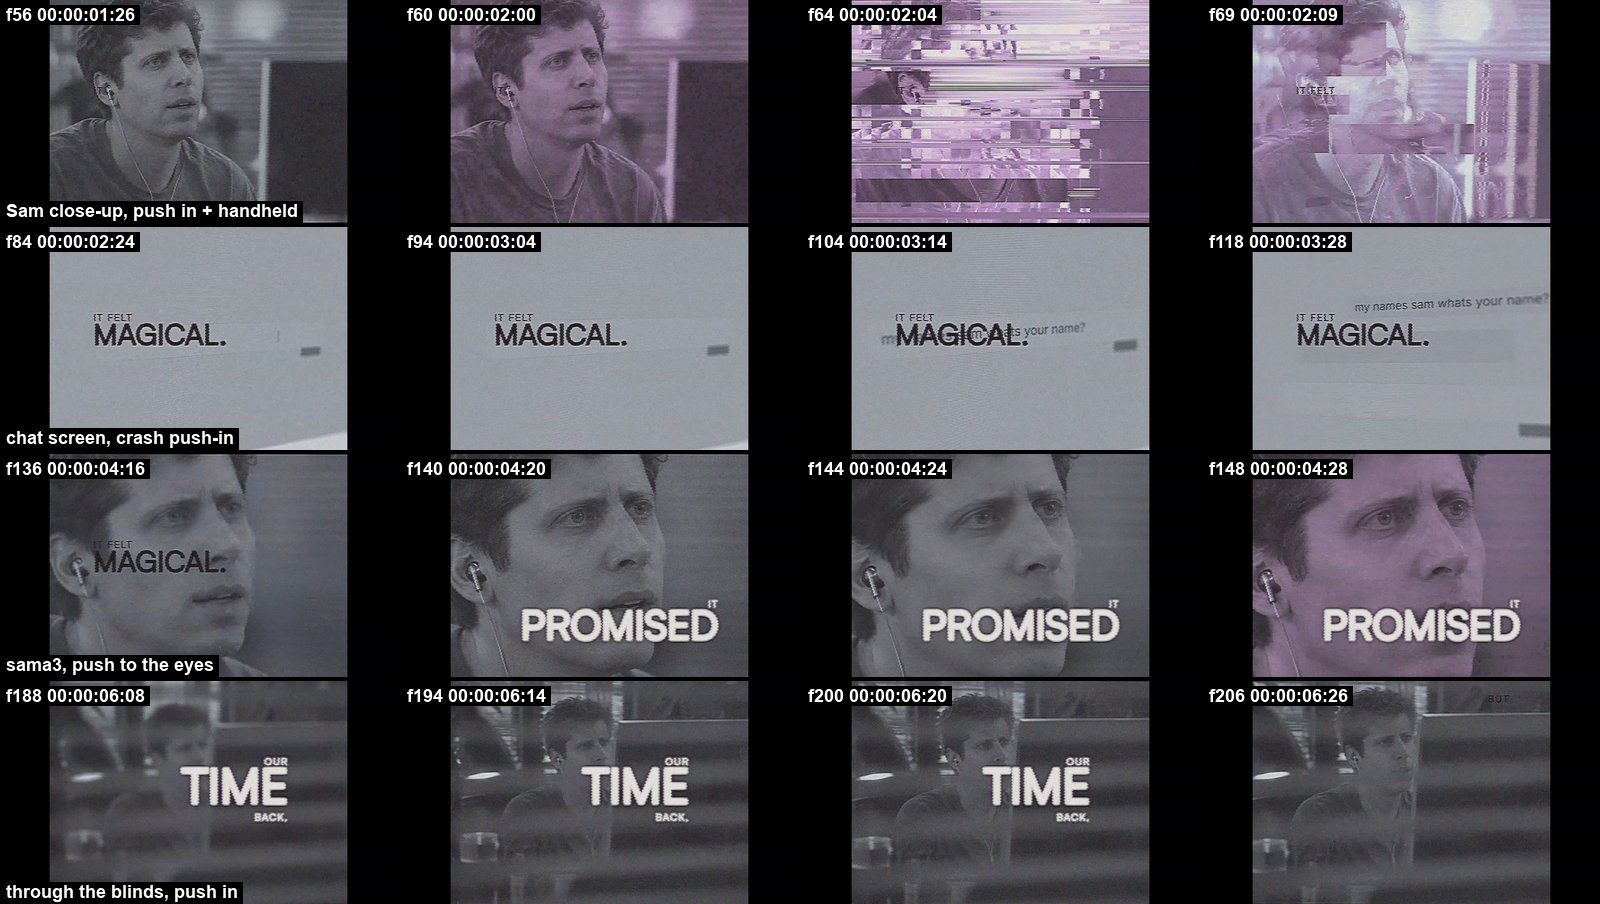 f56 00:00:01:26
f60 00:00:02:00
f64 00:00:02:04
f69 00:00:02:09
IT FELT
Sam close-up, push in + handheld
f84 00:00:02:24
f94 00:00:03:04
f104 00:00:03:14
f118 00:00:03:28
IT FELT
MAGICAL.
IT FELT
MAGICAL.
IT FELT
MAGICAL.
my names sam whats your name?
my names sam whats your name?
IT FELT
MAGICAL.
chat screen, crash push-in
f136 00:00:04:16
f140 00:00:04:20
f144 00:00:04:24
f148 00:00:04:28
IT FELT
MAGICAL.
IT
PROMISED
IT
PROMISED
IT
PROMISED
sama3, push to the eyes
f188 00:00:06:08
f194 00:00:06:14
f200 00:00:06:20
f206 00:00:06:26
OUR
TIME
BACK,
OUR
TIME
BACK,
OUR
TIME
BACK,
BUT
through the blinds, push in